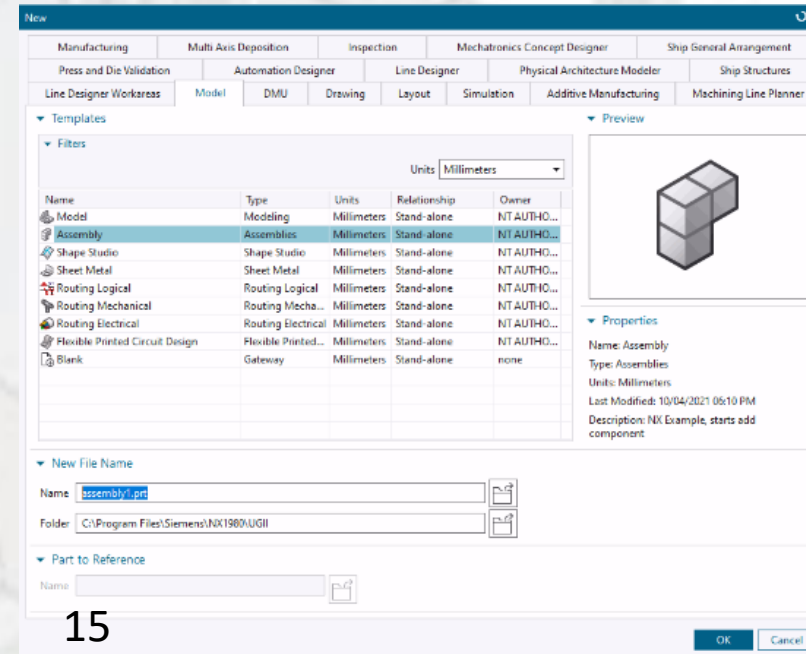 New
Manufacturing Multi Axis Deposition Inspection Mechatronics Concept Designer Ship General Arrangement
Press and Die Validation Automation Designer Line Designer Physical Architecture Modeler Ship Structures
Line Designer Workareas Model DMU Drawing Layout Simulation Additive Manufacturing Machining Line Planner
Templates
Filters
Units Millimeters
Name Type Units Relationship Owner
Model Modeling Millimeters Stand-alone NT AUTHO...
Assembly Assemblies Millimeters Stand-alone NT AUTHO...
Shape Studio Shape Studio Millimeters Stand-alone NT AUTHO...
Sheet Metal Sheet Metal Millimeters Stand-alone NT AUTHO...
Routing Logical Routing Logical Millimeters Stand-alone NT AUTHO...
Routing Mechanical Routing Mecha... Millimeters Stand-alone NT AUTHO...
Routing Electrical Routing Electrical Millimeters Stand-alone NT AUTHO...
Flexible Printed Circuit Design Flexible Printed... Millimeters Stand-alone NT AUTHO...
Blank Gateway Millimeters Stand-alone none
Preview
Properties
Name: Assembly
Type: Assemblies
Units: Millimeters
Last Modified: 10/04/2021 06:10 PM
Description: NX Example, starts add
component
New File Name
Name assembly1.prt
Folder C:\Program Files\Siemens\NX1980\UGII
Part to Reference
Name
15
OK Cancel